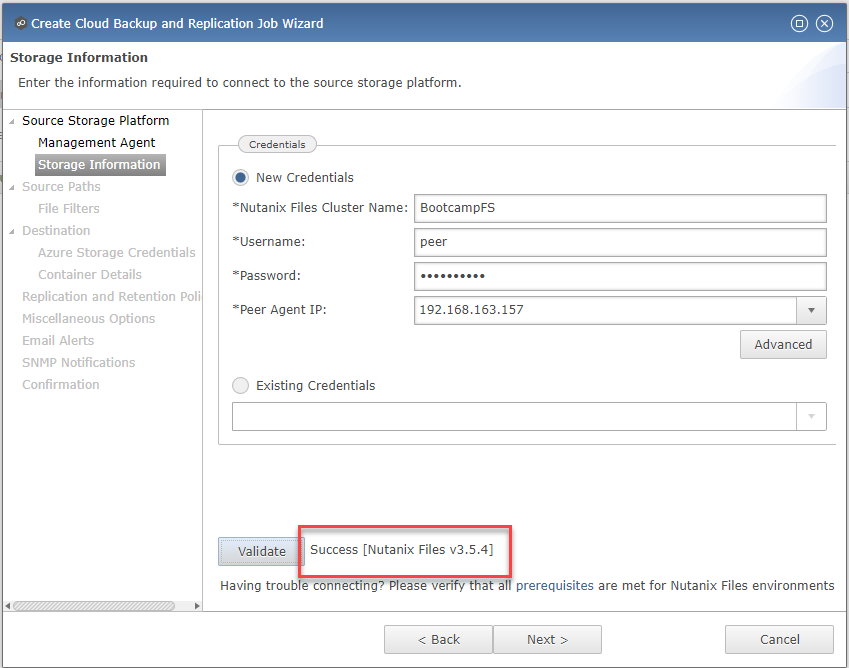 Create Cloud Backup and Replication Job Wizard
Storage Information
Enter the information required to connect to the source storage platform.
Source Storage Platform
Management Agent
Storage Information
Source Paths
File Filters
Destination
Azure Storage Credentials
Container Details
Replication and Retention Poli
Miscellaneous Options
Email Alerts
SNMP Notifications
Confirmation
Credentials
New Credentials
*Nutanix Files Cluster Name: BootcampFS
*Username: peer
*Password: ••••••••••
*Peer Agent IP: 192.168.163.157
Advanced
Existing Credentials
Validate Success [Nutanix Files v3.5.4]
Having trouble connecting? Please verify that all prerequisites are met for Nutanix Files environments
< Back Next > Cancel